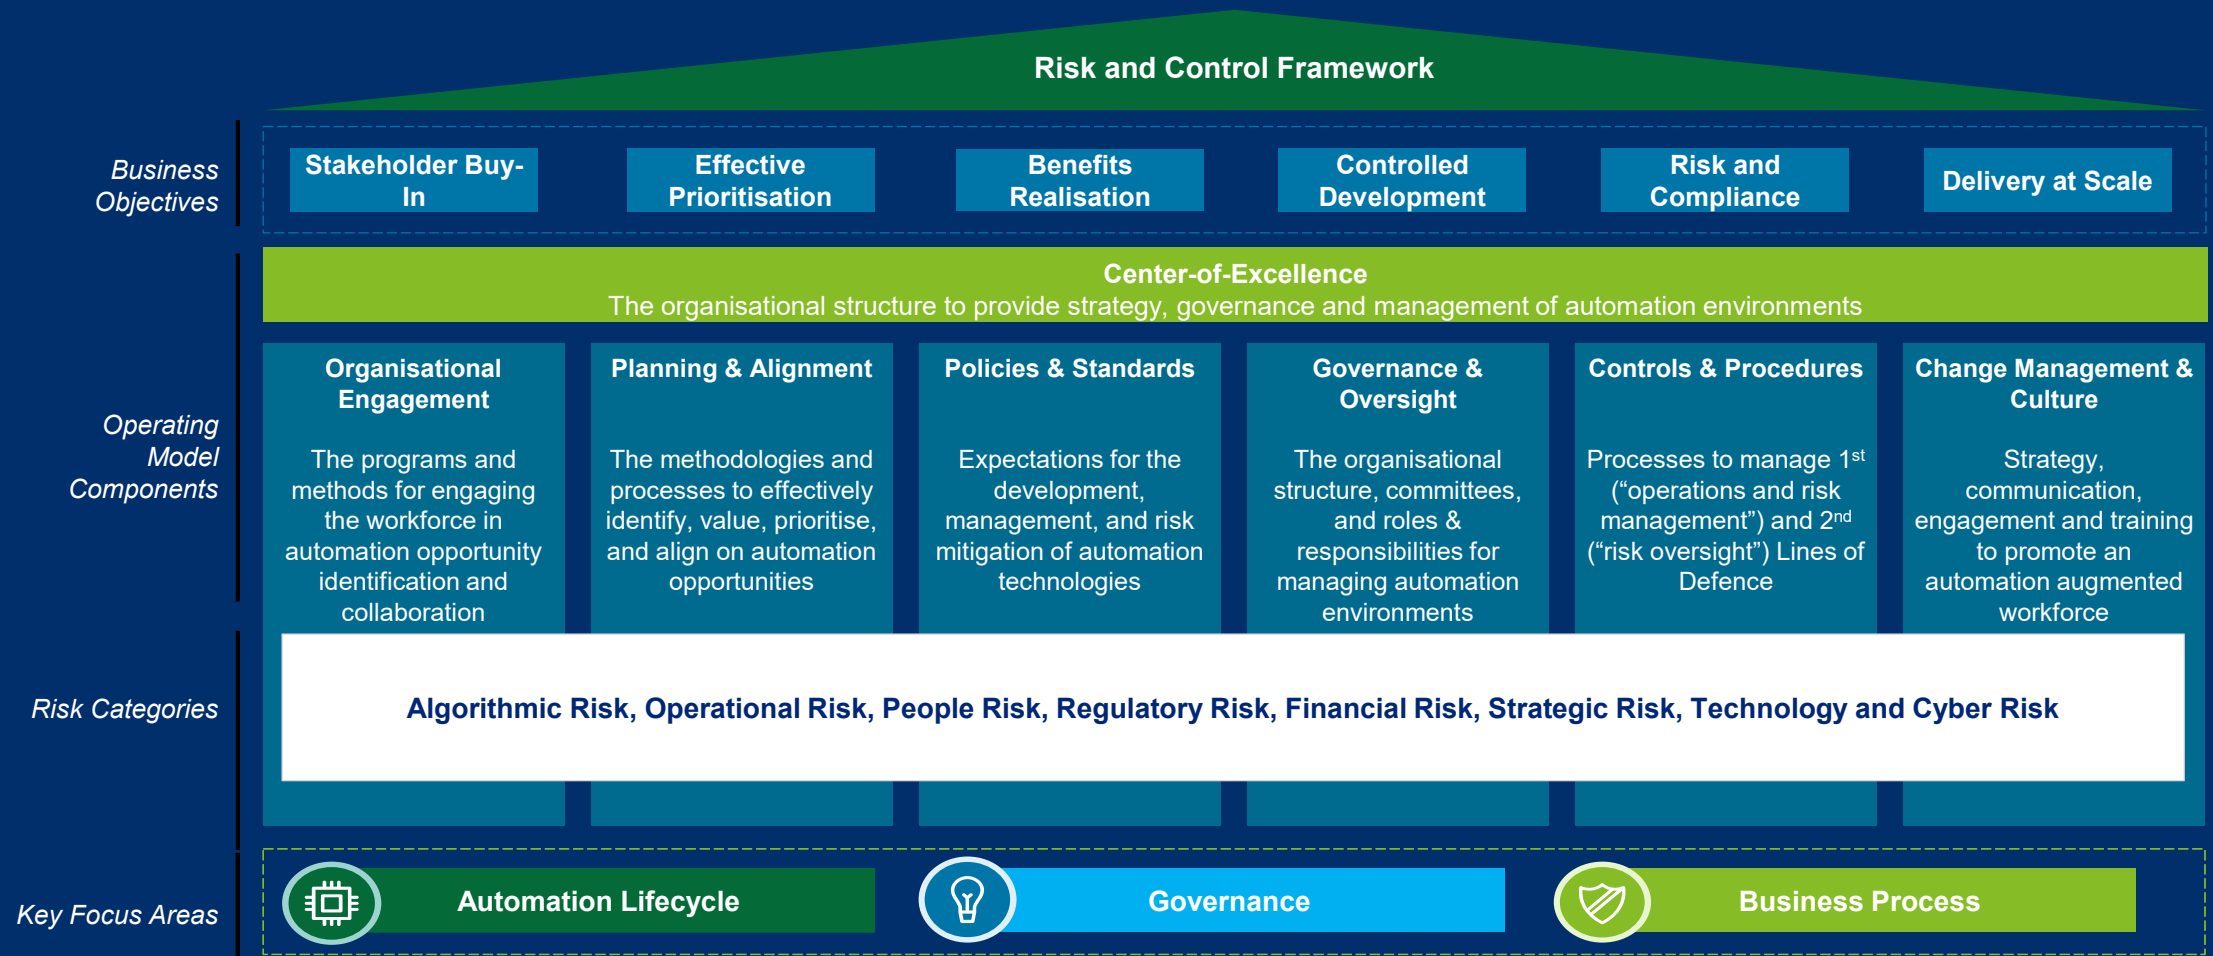 Risk and Control Framework
Business
Objectives
Stakeholder Buy-
In
Effective
Prioritisation
Benefits
Realisation
Controlled
Development
Risk and
Compliance
Delivery at Scale
Center-of-Excellence
The organisational structure to provide strategy, governance and management of automation environments
Operating
Model
Components
Organisational
Engagement
The programs and
methods for engaging
the workforce in
automation opportunity
identification and
collaboration
Planning & Alignment
The methodologies and
processes to effectively
identify, value, prioritise,
and align on automation
opportunities
Policies & Standards
Expectations for the
development,
management, and risk
mitigation of automation
technologies
Governance &
Oversight
The organisational
structure, committees,
and roles &
responsibilities for
managing automation
environments
Controls & Procedures
Processes to manage 1st
(“operations and risk
management”) and 2nd
(“risk oversight”) Lines of
Defence
Change Management &
Culture
Strategy,
communication,
engagement and training
to promote an
automation augmented
workforce
Risk Categories
Algorithmic Risk, Operational Risk, People Risk, Regulatory Risk, Financial Risk, Strategic Risk, Technology and Cyber Risk
Key Focus Areas
Automation Lifecycle
Governance
Business Process